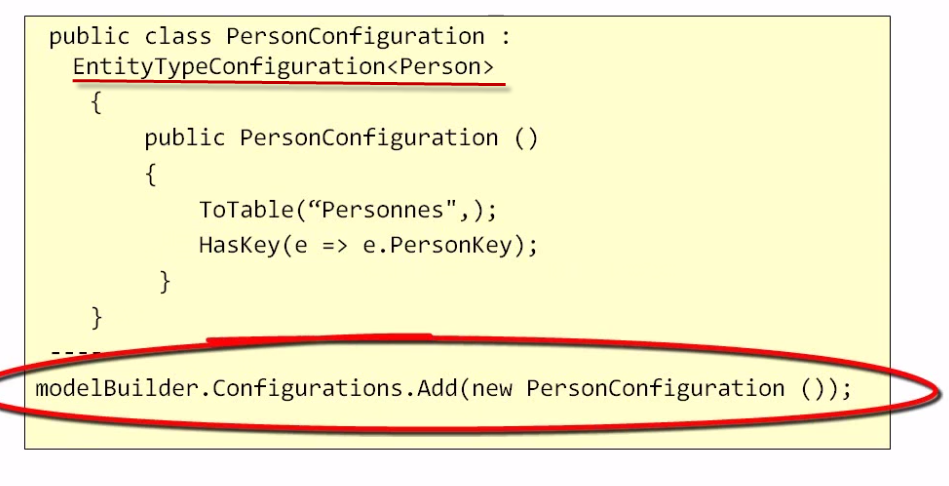 public class PersonConfiguration :
EntityTypeConfiguration<Person>
{
public PersonConfiguration ()
{
ToTable(“Personnes",);
HasKey(e => e.PersonKey);
}
}
----
modelBuilder.Configurations.Add(new PersonConfiguration ());